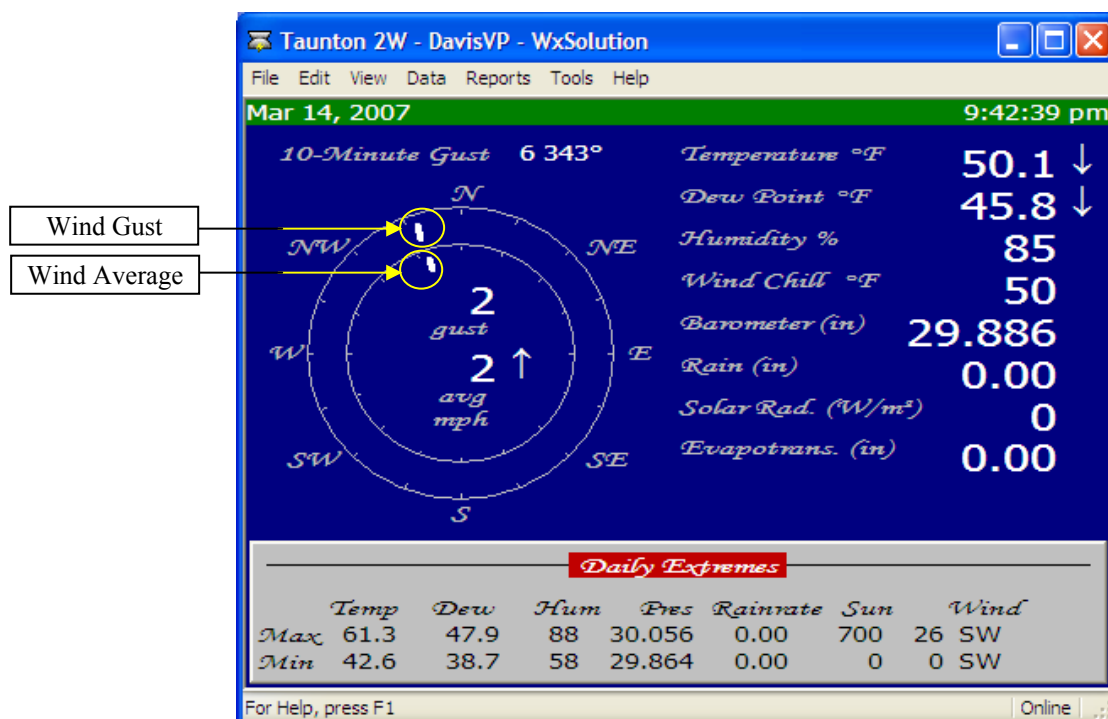 Taunton 2W - DavisVP - WxSolution
File Edit View Data Reports Tools Help
Mar 14, 2007 9:42:39 pm
10-Minute Gust 6 343°
N
NE
E
SE
S
SW
W
NW
Wind Gust
Wind Average
2
gust
2 ↑
avg
mph
Temperature °F 50.1 ↓
Dew Point °F 45.8 ↓
Humidity % 85
Wind Chill °F 50
Barometer (in) 29.886
Rain (in) 0.00
Solar Rad. (W/m²) 0
Evapotrans. (in) 0.00
Daily Extremes
Temp Dew Hum Pres Rainrate Sun Wind
Max 61.3 47.9 88 30.056 0.00 700 26 SW
Min 42.6 38.7 58 29.864 0.00 0 0 SW
For Help, press F1 Online